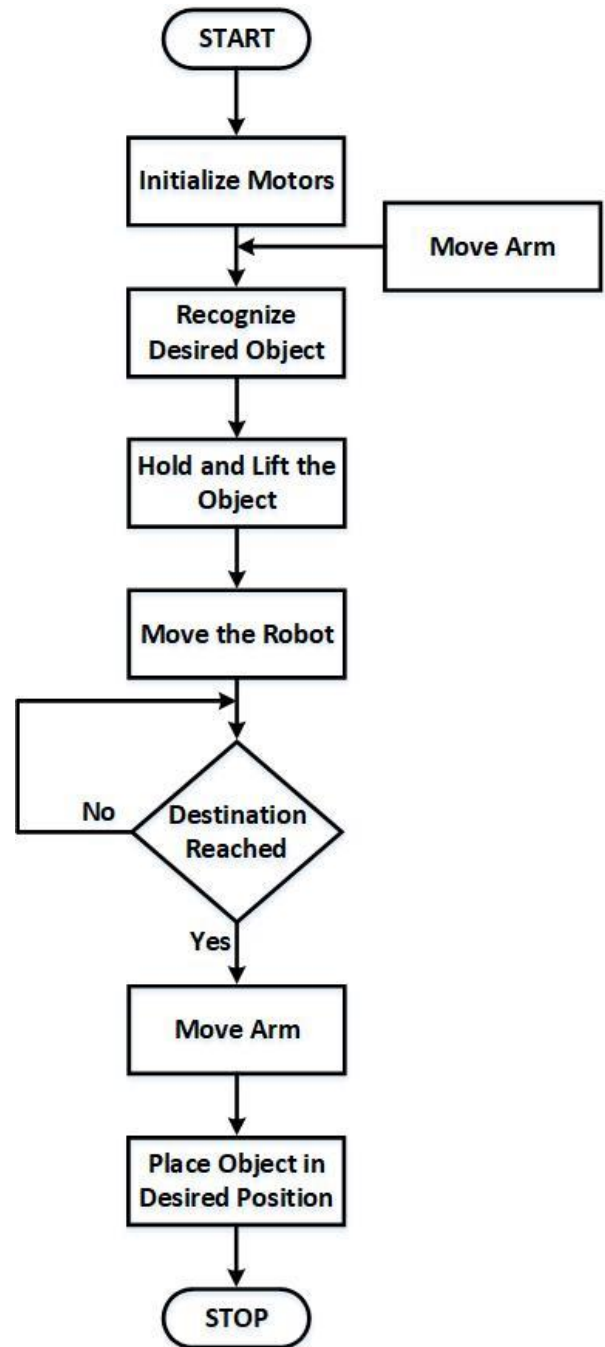 START
Initialize Motors
Move Arm
Recognize
Desired Object
Hold and Lift the
Object
Move the Robot
No
Destination
Reached
Yes
Move Arm
Place Object in
Desired Position
STOP